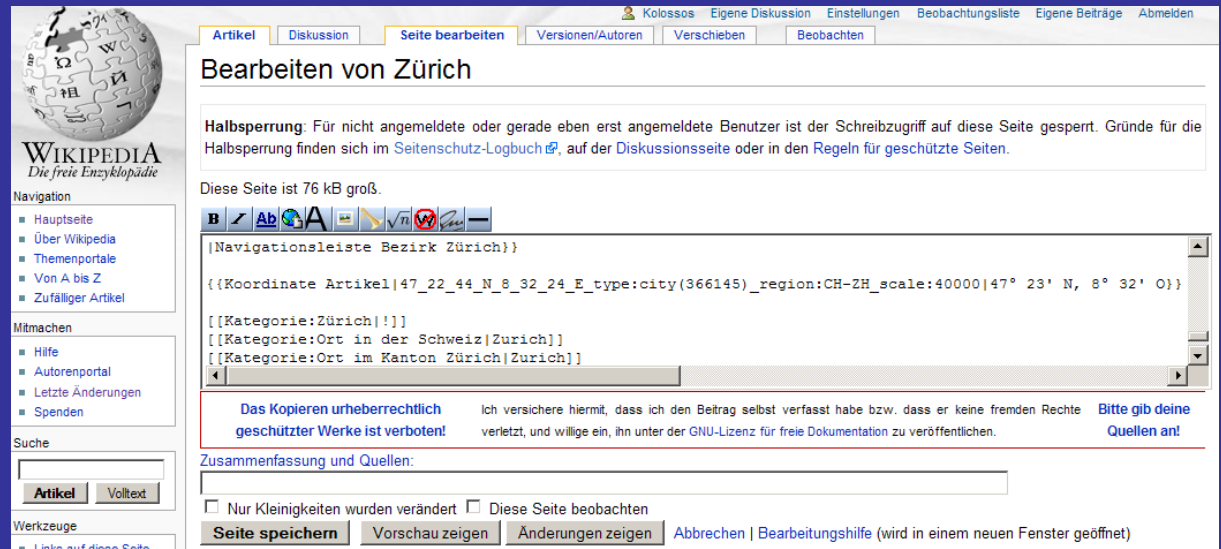 Kolossos Eigene Diskussion Einstellungen Beobachtungsliste Eigene Beiträge Abmelden
Artikel Diskussion Seite bearbeiten Versionen/Autoren Verschieben Beobachten
Bearbeiten von Zürich
Halbsperrung: Für nicht angemeldete oder gerade eben erst angemeldete Benutzer ist der Schreibzugriff auf diese Seite gesperrt. Gründe für die
Halbsperrung finden sich im Seitenschutz-Logbuch, auf der Diskussionsseite oder in den Regeln für geschützte Seiten.
Diese Seite ist 76 kB groß.
B I Ab A √n W
|Navigationsleiste Bezirk Zürich}}
{{Koordinate Artikel|47_22_44_N_8_32_24_E_type:city(366145)_region:CH-ZH_scale:40000|47° 23' N, 8° 32' O}}
[[Kategorie:Zürich|!]]
[[Kategorie:Ort in der Schweiz|Zurich]]
[[Kategorie:Ort im Kanton Zürich|Zurich]]
Das Kopieren urheberrechtlich
geschützter Werke ist verboten!
Ich versichere hiermit, dass ich den Beitrag selbst verfasst habe bzw. dass er keine fremden Rechte
verletzt, und willige ein, ihn unter der GNU-Lizenz für freie Dokumentation zu veröffentlichen.
Bitte gib deine
Quellen an!
Zusammenfassung und Quellen:
Nur Kleinigkeiten wurden verändert Diese Seite beobachten
Seite speichern Vorschau zeigen Änderungen zeigen Abbrechen | Bearbeitungshilfe (wird in einem neuen Fenster geöffnet)
W Ω И 祖
WIKIPEDIA
Die freie Enzyklopädie
Navigation
Hauptseite
Über Wikipedia
Themenportale
Von A bis Z
Zufälliger Artikel
Mitmachen
Hilfe
Autorenportal
Letzte Änderungen
Spenden
Suche
Artikel Volltext
Werkzeuge
Links auf diese Seite